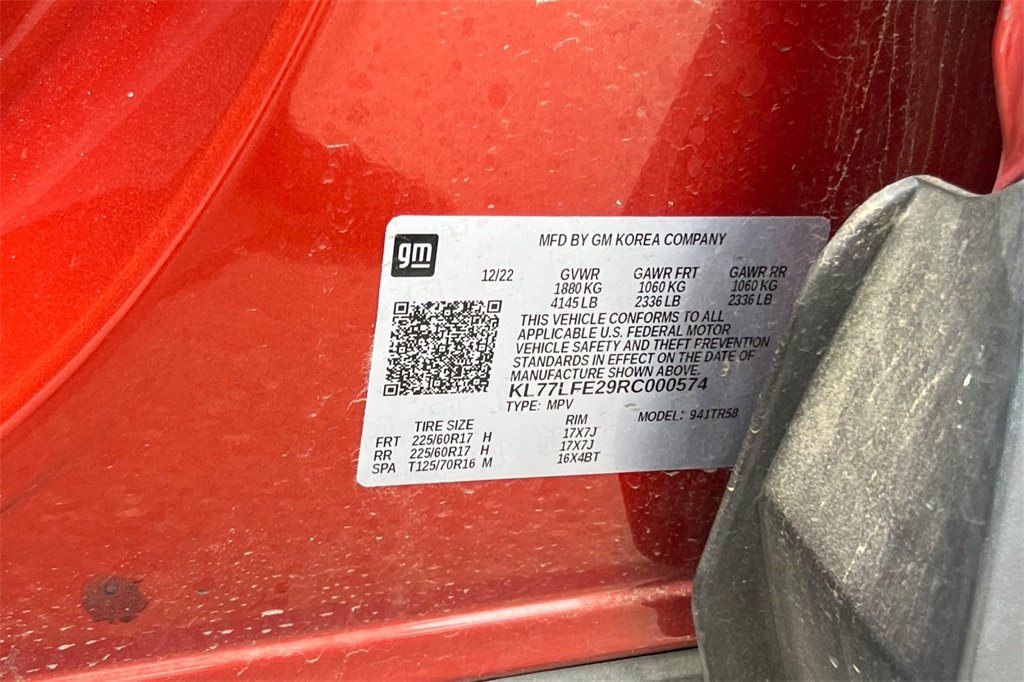 gm
MFD BY GM KOREA COMPANY
12/22 GVWR GAWR FRT GAWR RR
1880 KG 1060 KG 1060 KG
4145 LB 2336 LB 2336 LB
THIS VEHICLE CONFORMS TO ALL
APPLICABLE U.S. FEDERAL MOTOR
VEHICLE SAFETY AND THEFT PREVENTION
STANDARDS IN EFFECT ON THE DATE OF
MANUFACTURE SHOWN ABOVE.
KL77LFE29RC000574
TYPE: MPV MODEL: 941TR58
TIRE SIZE RIM
FRT 225/60R17 H 17X7J
RR 225/60R17 H 17X7J
SPA T125/70R16 M 16X4BT